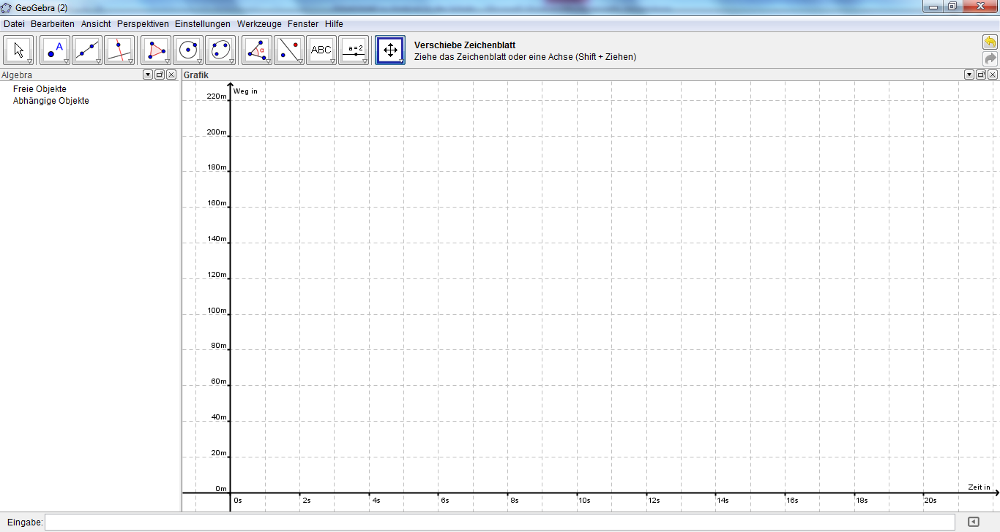 GeoGebra (2)
Datei Bearbeiten Ansicht Perspektiven Einstellungen Werkzeuge Fenster Hilfe
A
α
ABC
a = 2
Verschiebe Zeichenblatt
Ziehe das Zeichenblatt oder eine Achse (Shift + Ziehen)
Algebra
Grafik
Freie Objekte
Abhängige Objekte
Weg in
220m
200m
180m
160m
140m
120m
100m
80m
60m
40m
20m
0m
Zeit in
0s 2s 4s 6s 8s 10s 12s 14s 16s 18s 20s
Eingabe: